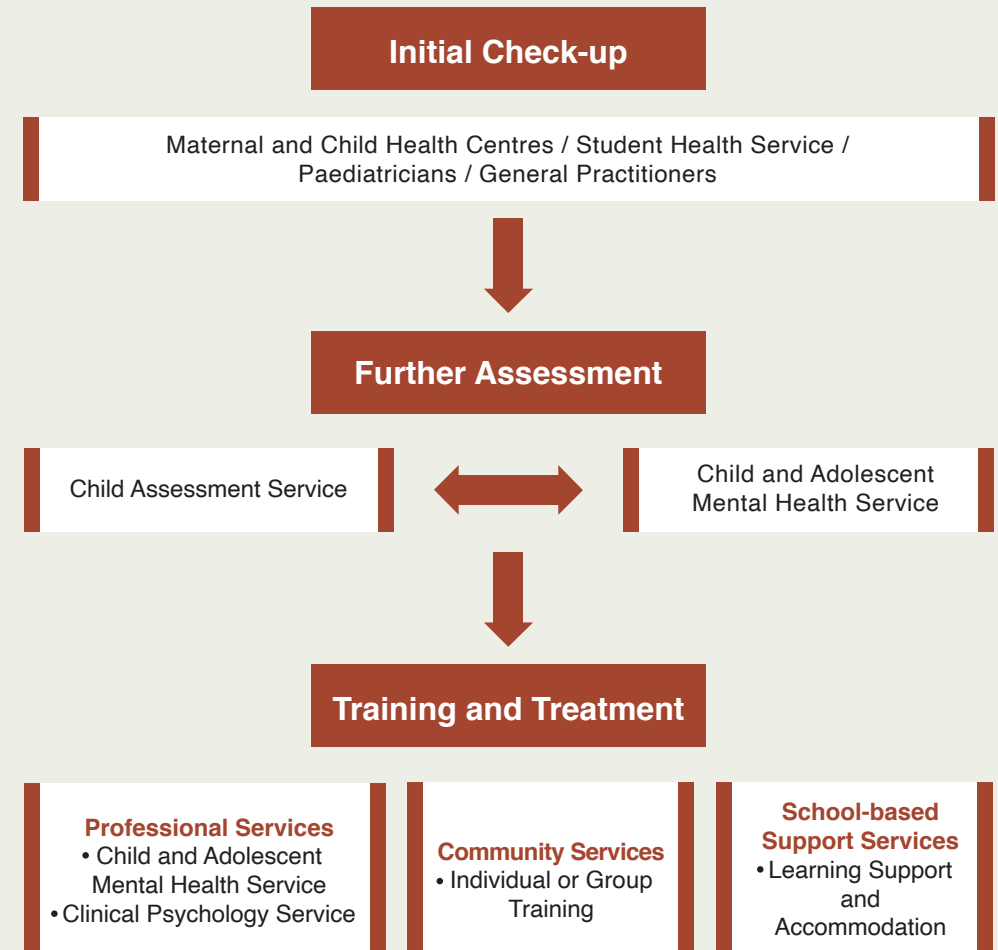 Initial Check-up
Maternal and Child Health Centres / Student Health Service /
Paediatricians / General Practitioners
Further Assessment
Child Assessment Service
Child and Adolescent
Mental Health Service
Training and Treatment
Professional Services
• Child and Adolescent
Mental Health Service
• Clinical Psychology Service
Community Services
• Individual or Group
Training
School-based
Support Services
• Learning Support
and
Accommodation